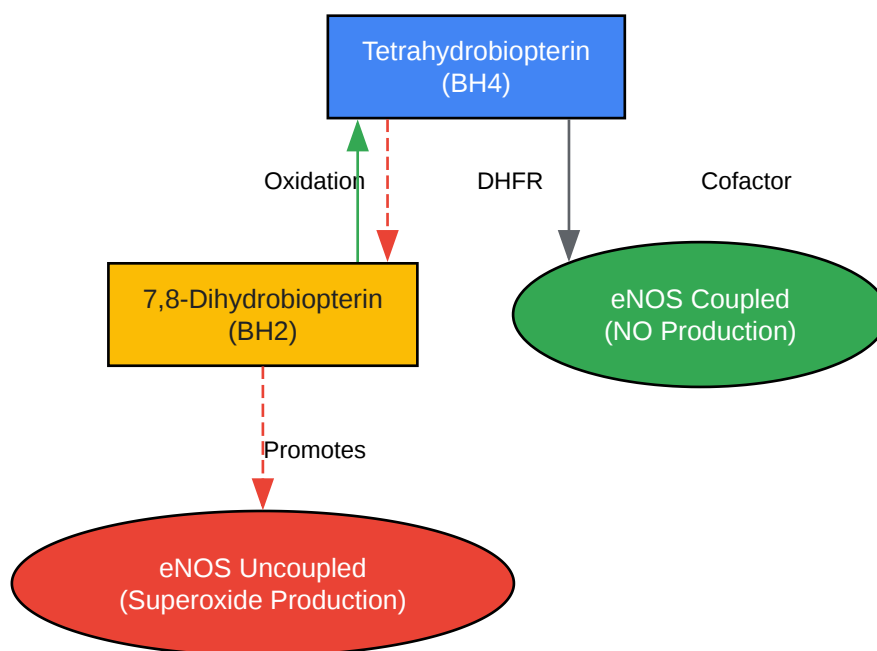 Tetrahydrobiopterin
(BH4)
Oxidation
DHFR
Cofactor
7,8-Dihydrobiopterin
(BH2)
eNOS Coupled
(NO Production)
Promotes
eNOS Uncoupled
(Superoxide Production)